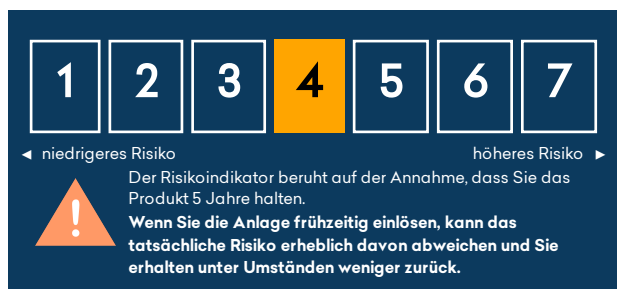 1 2 3 4 5 6 7
◄ niedrigeres Risiko höheres Risiko ►
Der Risikoindikator beruht auf der Annahme, dass Sie das
Produkt 5 Jahre halten.
Wenn Sie die Anlage frühzeitig einlösen, kann das
tatsächliche Risiko erheblich davon abweichen und Sie
erhalten unter Umständen weniger zurück.
!